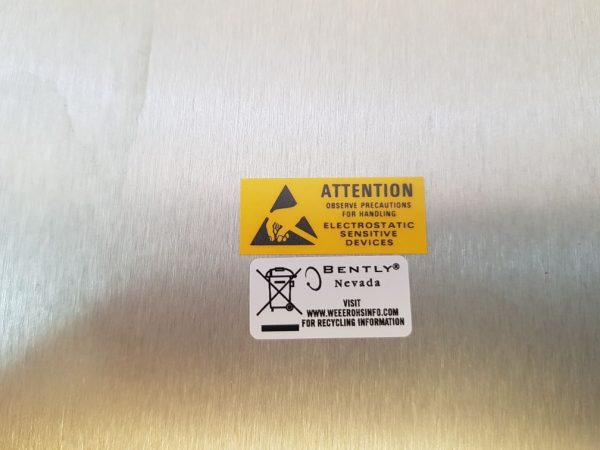 ATTENTION
OBSERVE PRECAUTIONS
FOR HANDLING
ELECTROSTATIC
SENSITIVE
DEVICES
BENTLY®
Nevada
VISIT
WWW.WEEEROHSINFO.COM
FOR RECYCLING INFORMATION